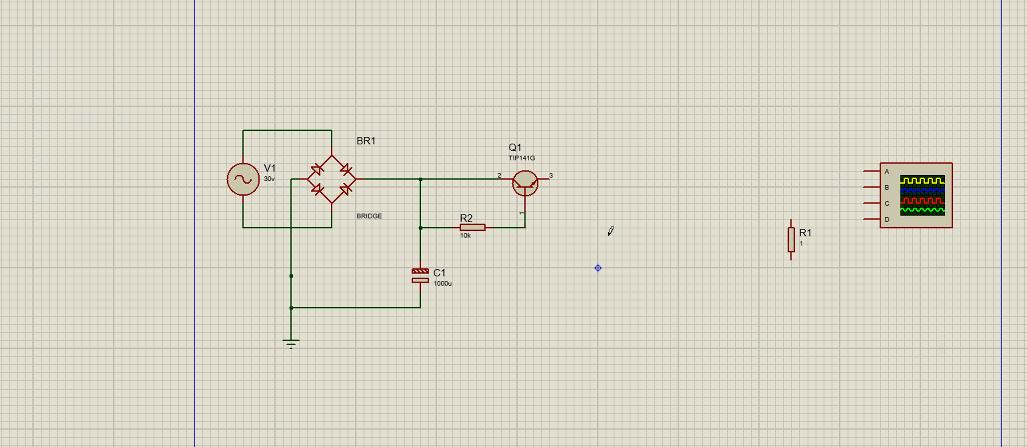 BR1
V1
30v
BRIDGE
Q1
TIP141G
2
3
1
R2
10k
C1
1000u
R1
1
A
B
C
D